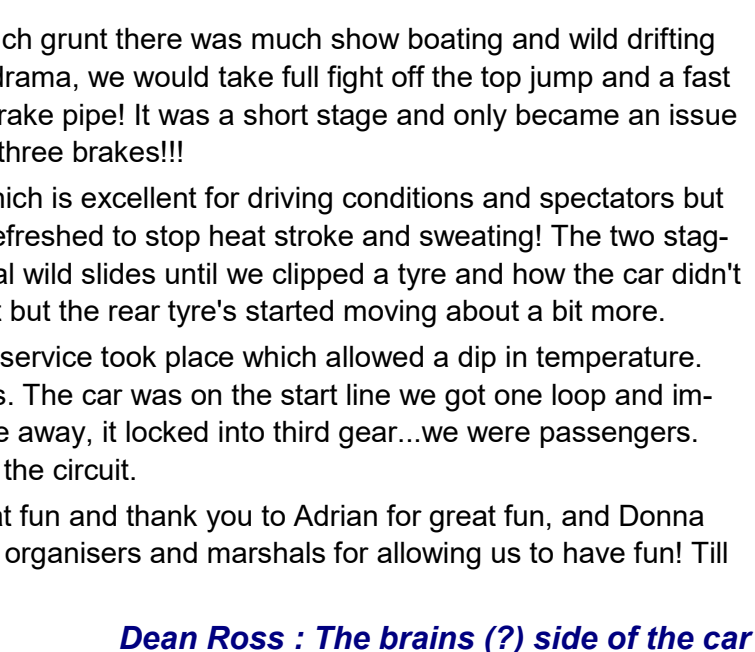 ch grunt there was much show boating and wild drifting
drama, we would take full fight off the top jump and a fast
rake pipe! It was a short stage and only became an issue
three brakes!!!
hich is excellent for driving conditions and spectators but
efreshed to stop heat stroke and sweating! The two stag-
al wild slides until we clipped a tyre and how the car didn't
but the rear tyre's started moving about a bit more.
service took place which allowed a dip in temperature.
s. The car was on the start line we got one loop and im-
e away, it locked into third gear...we were passengers.
the circuit.
at fun and thank you to Adrian for great fun, and Donna
organisers and marshals for allowing us to have fun! Till
Dean Ross : The brains (?) side of the car